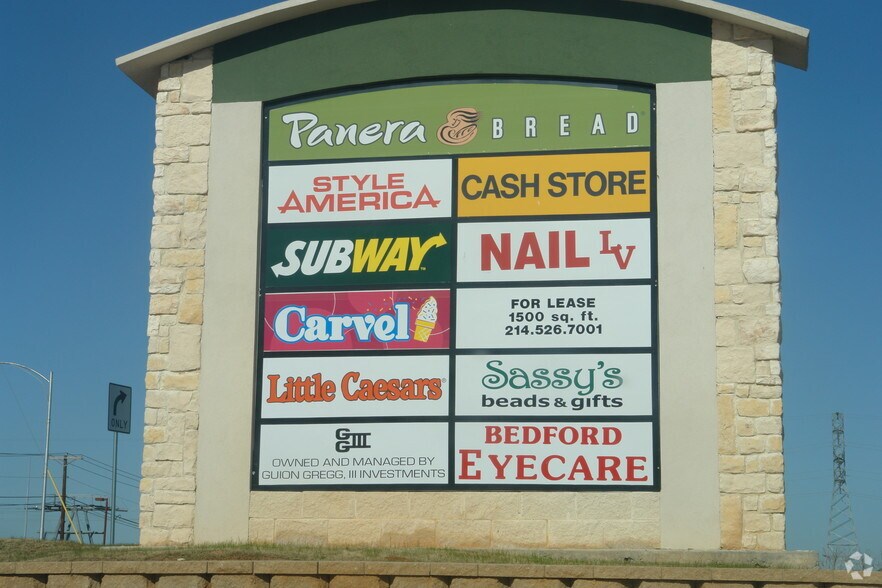 Panera BREAD
STYLE
AMERICA
CASH STORE
SUBWAY
NAIL LV
Carvel
FOR LEASE
1500 sq. ft.
214.526.7001
Little Caesars
Sassy's
beads & gifts
GGIII
OWNED AND MANAGED BY
GUION GREGG, III INVESTMENTS
BEDFORD
EYECARE
ONLY